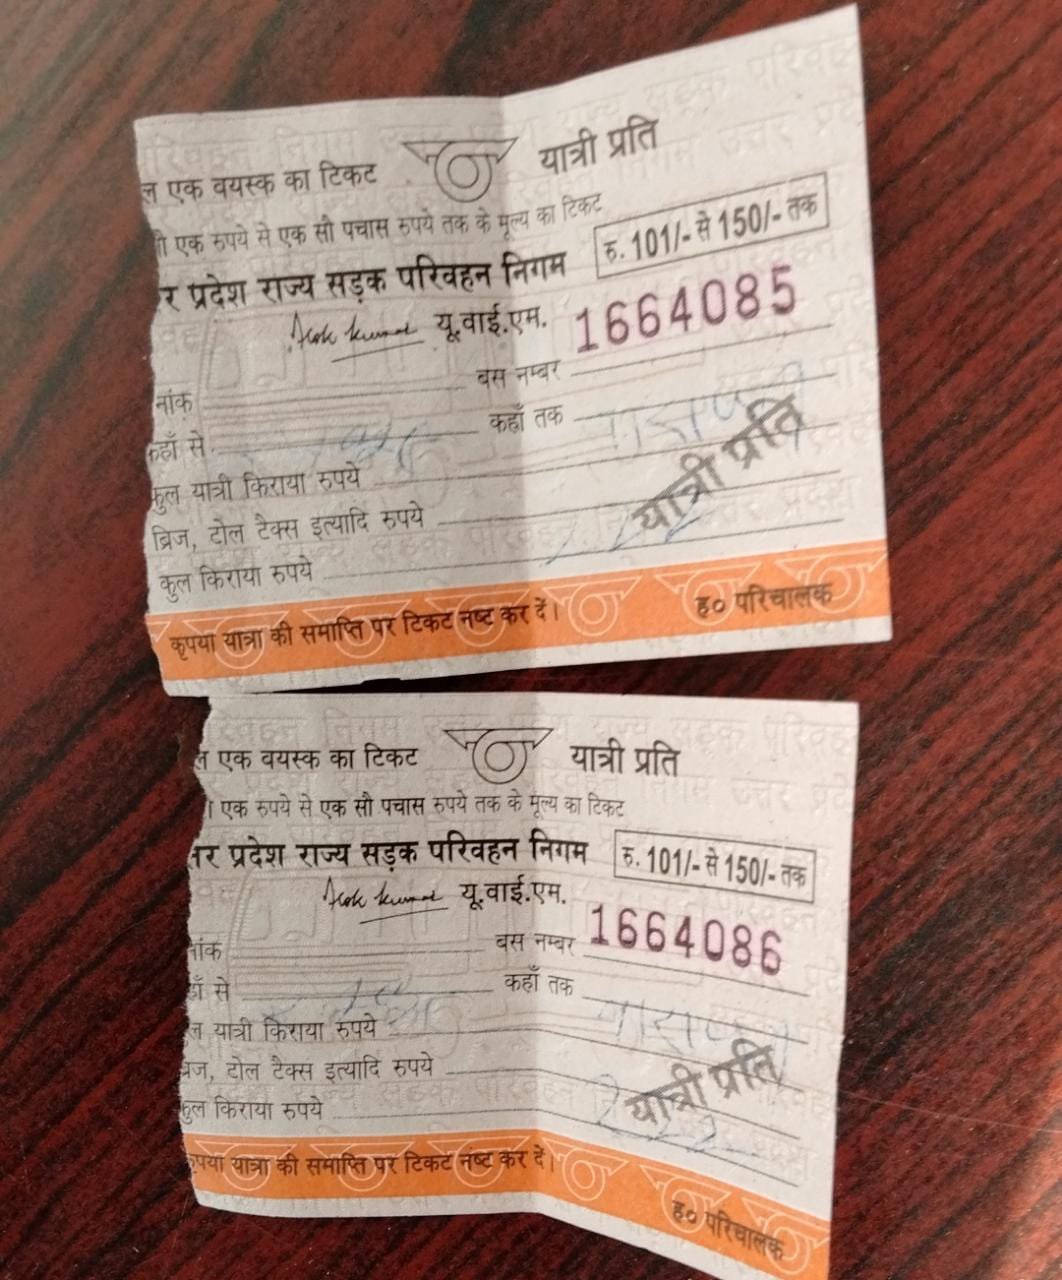 एक वयस्क का टिकट यात्री प्रति
एक रुपये से एक सौ पचास रुपये तक के मूल्य का टिकट
र प्रदेश राज्य सड़क परिवहन निगम रु. 101/- से 150/- तक
यू.वाई.एम. 1664085
नांक बस नम्बर
कहाँ से कहाँ तक
कुल यात्री किराया रुपये
ब्रिज, टोल टैक्स इत्यादि रुपये
यात्री प्रति
कुल किराया रुपये
कृपया यात्रा की समाप्ति पर टिकट नष्ट कर दें। ह० परिचालक
एक वयस्क का टिकट यात्री प्रति
एक रुपये से एक सौ पचास रुपये तक के मूल्य का टिकट
तर प्रदेश राज्य सड़क परिवहन निगम रु. 101/- से 150/- तक
यू.वाई.एम. 1664086
नांक बस नम्बर
से कहाँ तक
ल यात्री किराया रुपये
टोल टैक्स इत्यादि रुपये
यात्री प्रति
कुल किराया रुपये
पया यात्रा की समाप्ति पर टिकट नष्ट कर दें। ह० परिचालक